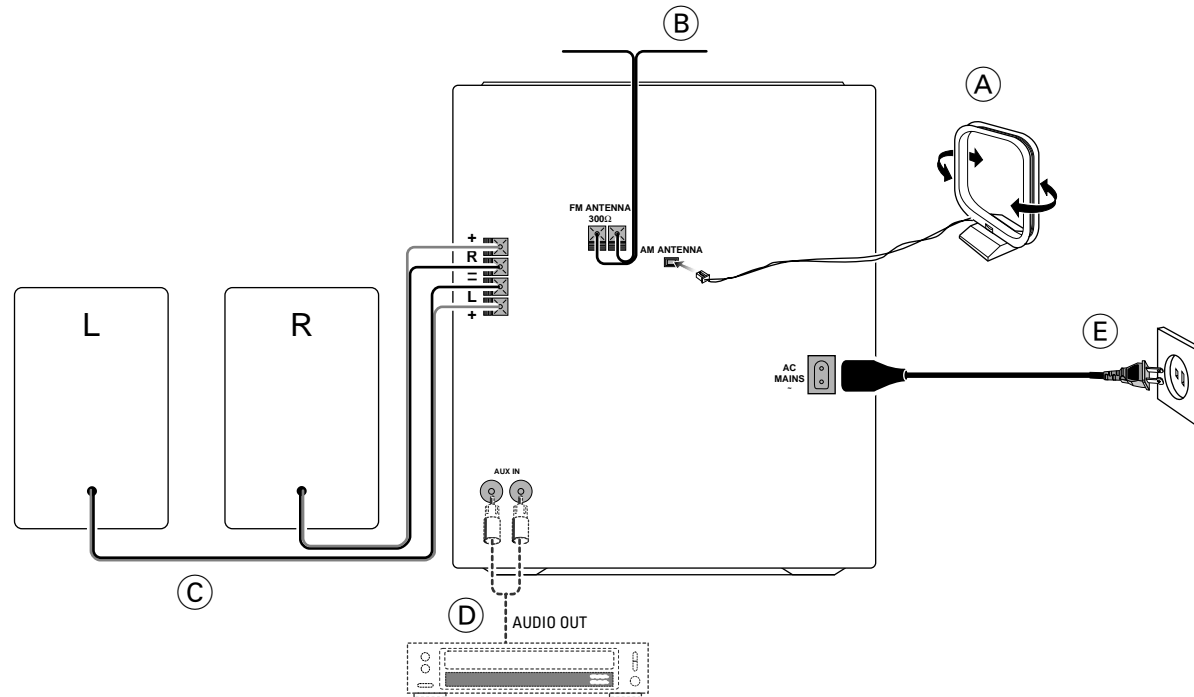 B
A
FM ANTENNA
300Ω
AM ANTENNA
+
R
–
–
L
+
L
R
E
AC
MAINS
~
AUX IN
C
D
AUDIO OUT